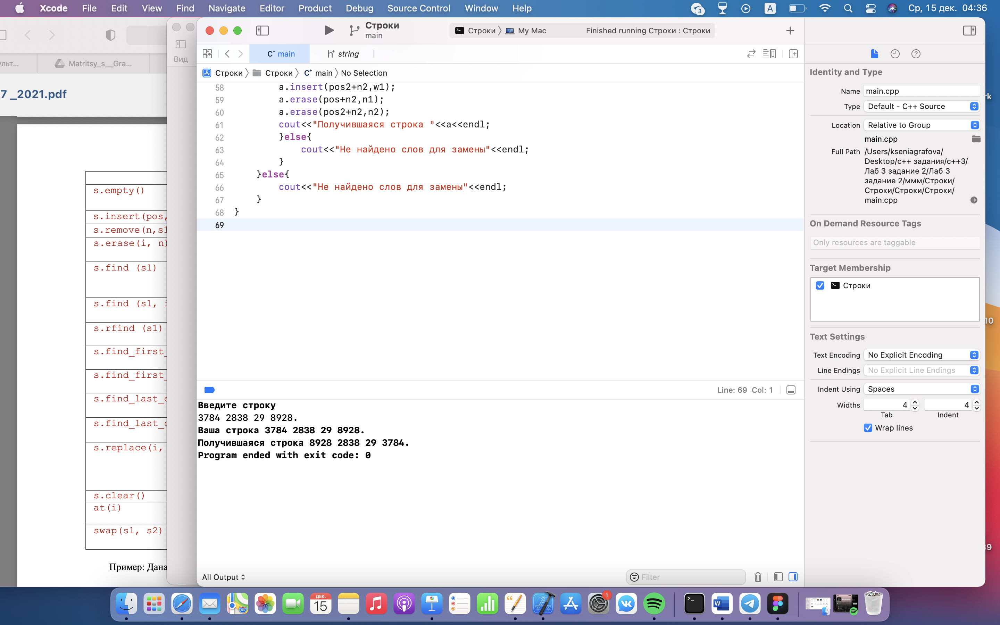 Xcode File Edit View Find Navigate Editor Product Debug Source Control Window Help 3 A Ср, 15 дек. 04:36
Строки
main
Строки My Mac Finished running Строки : Строки
ульт...
Matritsy_s__Gra...
Вид
main
string
Строки Строки main No Selection
7 _2021.pdf
s.empty()
s.insert(pos,
s.remove(n,s1
s.erase(i, n)
s.find (s1)
s.find (s1, i
s.rfind (s1)
s.find_first_
s.find_first_
s.find_last_o
s.find_last_o
s.replace(i,
s.clear()
at(i)
swap(s1, s2)
Пример: Дана
58 a.insert(pos2+n2,w1);
59 a.erase(pos+n2,n1);
60 a.erase(pos2+n2,n2);
61 cout<<"Получившаяся строка "<<a<<endl;
62 }else{
63 cout<<"Не найдено слов для замены"<<endl;
64 }
65 }else{
66 cout<<"Не найдено слов для замены"<<endl;
67 }
68 }
69
Line: 69 Col: 1
Введите строку
3784 2838 29 8928.
Ваша строка 3784 2838 29 8928.
Получившаяся строка 8928 2838 29 3784.
Program ended with exit code: 0
All Output
Filter
Identity and Type
Name main.cpp
Type Default - C++ Source
Location Relative to Group
main.cpp
Full Path /Users/kseniagrafova/
Desktop/c++ задания/c++3/
Лаб 3 задание 2/Лаб 3
задание 2/ммм/Строки/
Строки/Строки/Строки/
main.cpp
On Demand Resource Tags
Only resources are taggable
Target Membership
Строки
Text Settings
Text Encoding No Explicit Encoding
Line Endings No Explicit Line Endings
Indent Using Spaces
Widths 4 4
Tab Indent
Wrap lines
rk
10
39
ДЕК.
15
280
1
W